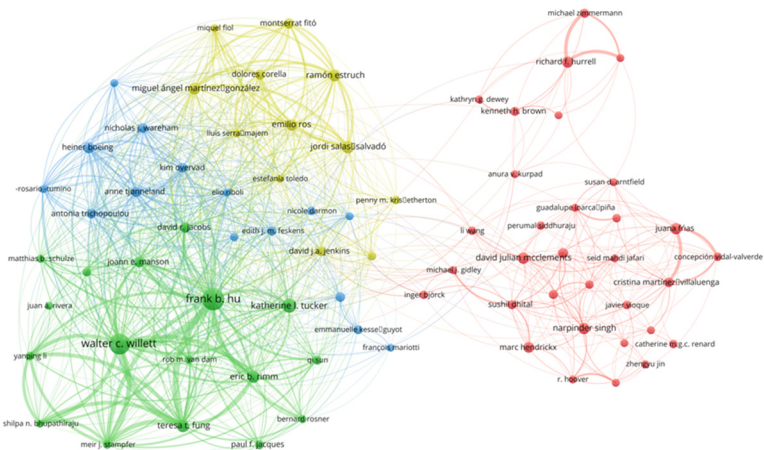 michael zimmermann
miquel fiol
montserrat fitó
richard f. hurrell
dolores corella
ramón estruch
miguel ángel martínez􀀀gonzález
kathryn g. dewey
kenneth h. brown
nicholas j. wareham
lluis serra􀀀majem
emilio ros
heiner boeing
jordi salas􀀀salvadó
kim overvad
anura v. kurpad
estefanía toledo
susan d. arntfield
-rosario tumino
anne tjønneland
elio riboli
penny m. kris􀀀etherton
antonia trichopoulou
nicole darmon
guadalupe loarca􀀀piña
david r. jacobs
edith j. m. feskens
li wang
perumal siddhuraju
juana frias
matthias b. schulze
joann e. manson
david j.a. jenkins
david julian mcclements
seid mahdi jafari
concepción vidal-valverde
michael j. gidley
cristina martínez􀀀villaluenga
juan a. rivera
frank b. hu
katherine l. tucker
inger björck
sushil dhital
javier vioque
emmanuelle kesse􀀀guyot
narpinder singh
walter c. willett
françois mariotti
marc hendrickx
catherine m.g.c. renard
yanping li
rob m. van dam
qi sun
zhengyu jin
eric b. rimm
r. hoover
shilpa n. bhupathiraju
teresa t. fung
bernard rosner
meir j. stampfer
paul f. jacques